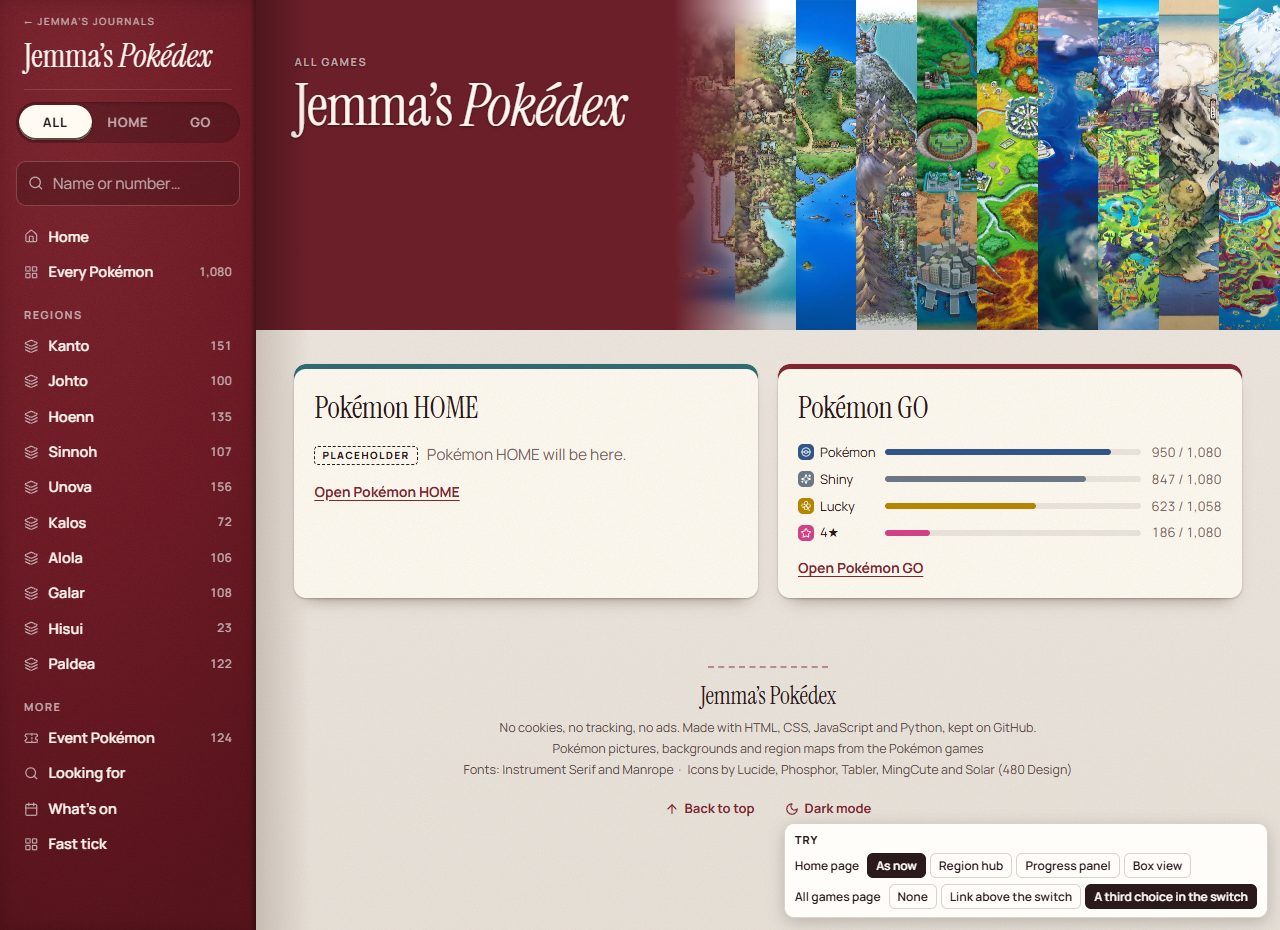 ← JEMMA'S JOURNALS
Jemma's Pokédex
ALL HOME GO
Name or number...
Home
Every Pokémon 1,080
REGIONS
Kanto 151
Johto 100
Hoenn 135
Sinnoh 107
Unova 156
Kalos 72
Alola 106
Galar 108
Hisui 23
Paldea 122
MORE
Event Pokémon 124
Looking for
What's on
Fast tick
ALL GAMES
Jemma's Pokédex
Pokémon HOME
PLACEHOLDER Pokémon HOME will be here.
Open Pokémon HOME
Pokémon GO
Pokémon 950 / 1,080
Shiny 847 / 1,080
Lucky 623 / 1,058
4★ 186 / 1,080
Open Pokémon GO
Jemma's Pokédex
No cookies, no tracking, no ads. Made with HTML, CSS, JavaScript and Python, kept on GitHub.
Pokémon pictures, backgrounds and region maps from the Pokémon games
Fonts: Instrument Serif and Manrope · Icons by Lucide, Phosphor, Tabler, MingCute and Solar (480 Design)
↑ Back to top Dark mode
TRY
Home page As now Region hub Progress panel Box view
All games page None Link above the switch A third choice in the switch